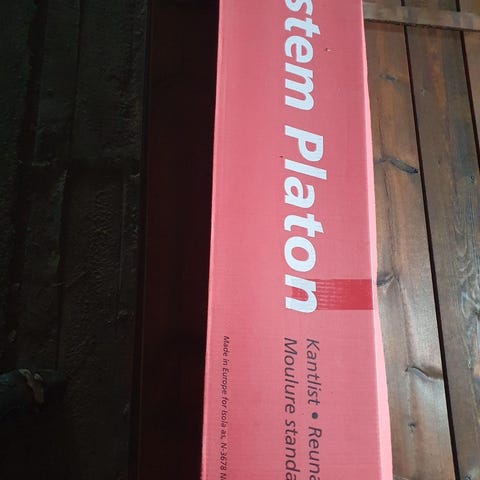 stem Platon
Kantlist • Reuna
Moulure standa
Made in Europe for Isola as, N-3678 N